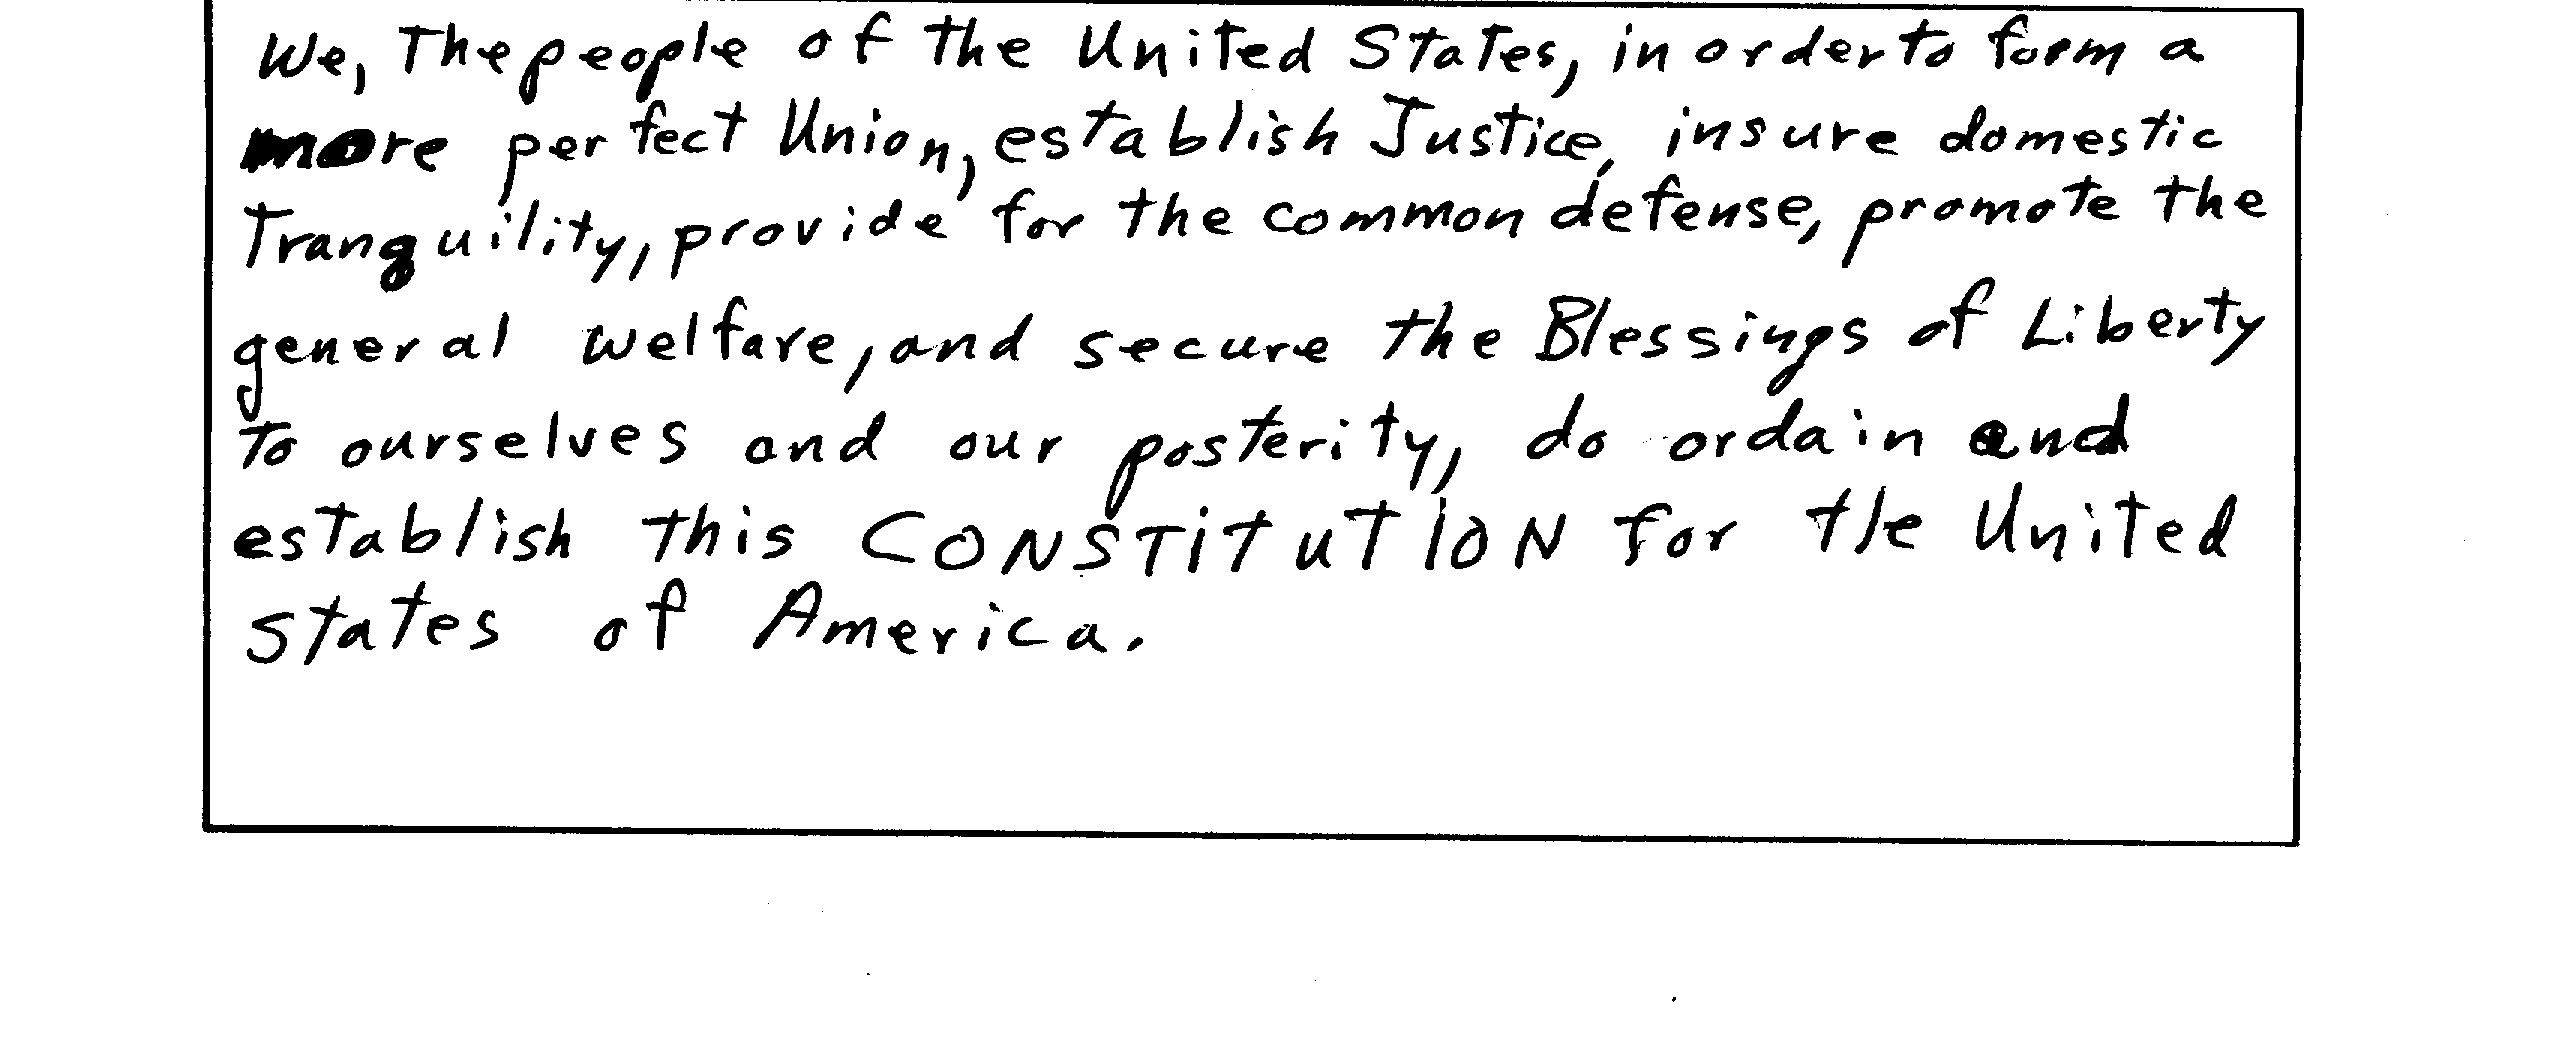 We, The people of the United States, in order to form a
more perfect Union, establish Justice, insure domestic
Tranquility, provide for the common defense, promote the
general welfare, and secure the Blessings of Liberty
to ourselves and our posterity, do ordain and
establish this CONSTITUTION for the United
States of America.